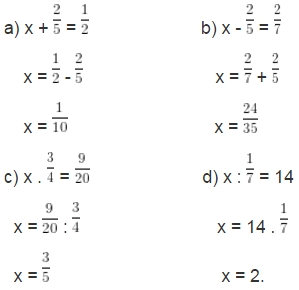 a) x + 2/5 = 1/2
x = 1/2 - 2/5
x = 1/10
b) x - 2/5 = 2/7
x = 2/7 + 2/5
x = 24/35
c) x . 3/4 = 9/20
x = 9/20 : 3/4
x = 3/5
d) x : 1/7 = 14
x = 14 . 1/7
x = 2.